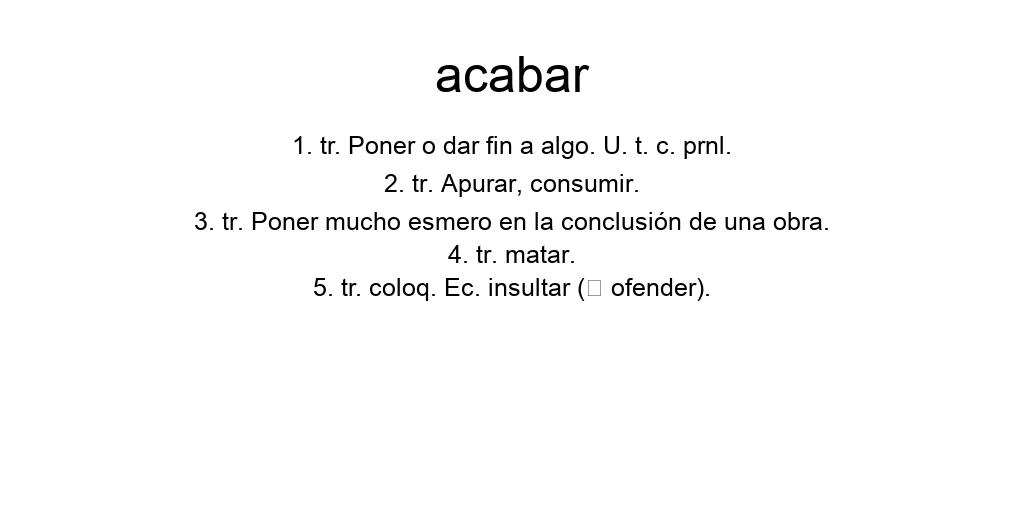 acabar
1. tr. Poner o dar fin a algo. U. t. c. prnl.
2. tr. Apurar, consumir.
3. tr. Poner mucho esmero en la conclusión de una obra.
4. tr. matar.
5. tr. coloq. Ec. insultar (□ ofender).